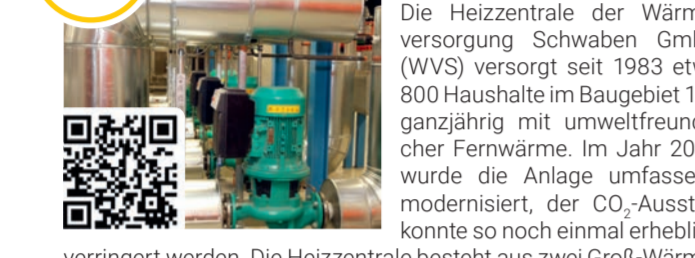 Die Heizzentrale der Wärm
versorgung Schwaben Gmb
(WVS) versorgt seit 1983 etw
800 Haushalte im Baugebiet 1
ganzjährig mit umweltfreund
cher Fernwärme. Im Jahr 20
wurde die Anlage umfasse
modernisiert, der CO₂-Ausst
konnte so noch einmal erhebli
verringert werden. Die Heizzentrale besteht aus zwei Groß-Wärm